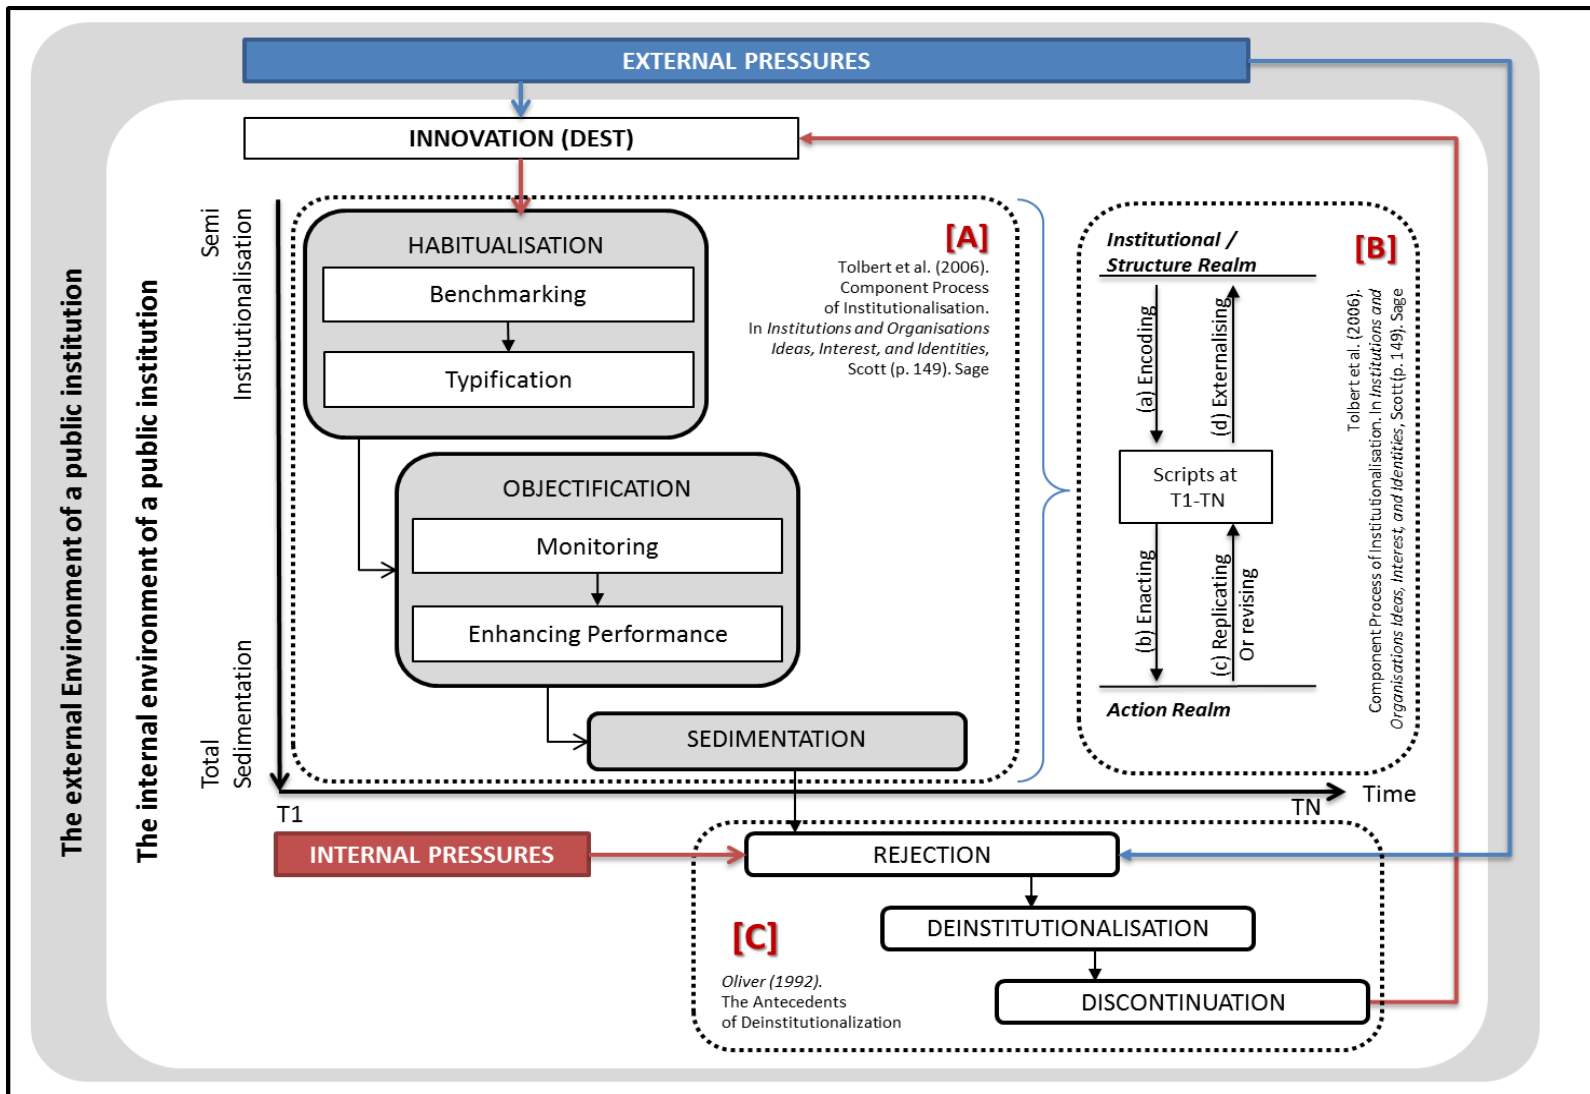 EXTERNAL PRESSURES
INNOVATION (DEST)
The external Environment of a public institution
The internal environment of a public institution
Semi
Institutionalisation
Total
Sedimentation
HABITUALISATION
Benchmarking
Typification
OBJECTIFICATION
Monitoring
Enhancing Performance
SEDIMENTATION
[A]
Tolbert et al. (2006).
Component Process
of Institutionalisation.
In Institutions and Organisations
Ideas, Interest, and Identities,
Scott (p. 149). Sage
Institutional /
Structure Realm
[B]
(a) Encoding
(d) Externalising
Scripts at
T1-TN
(b) Enacting
(c) Replicating
Or revising
Action Realm
Tolbert et al. (2006).
Component Process of Institutionalisation. In Institutions and
Organisations Ideas, Interest, and Identities, Scott (p. 149). Sage
T1
TN
Time
INTERNAL PRESSURES
REJECTION
DEINSTITUTIONALISATION
DISCONTINUATION
[C]
Oliver (1992).
The Antecedents
of Deinstitutionalization